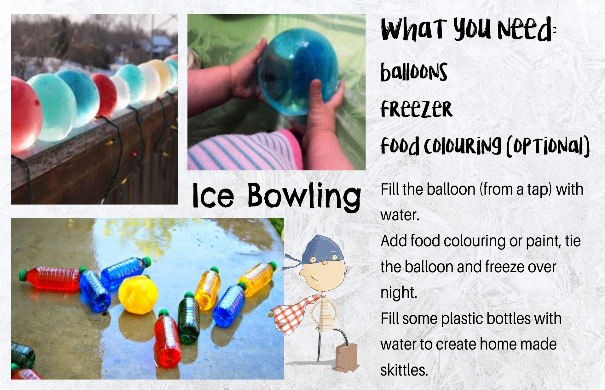 What you need:
balloons
freezer
food colouring (optional)
Ice Bowling
Fill the balloon (from a tap) with
water.
Add food colouring or paint, tie
the balloon and freeze over
night.
Fill some plastic bottles with
water to create home made
skittles.